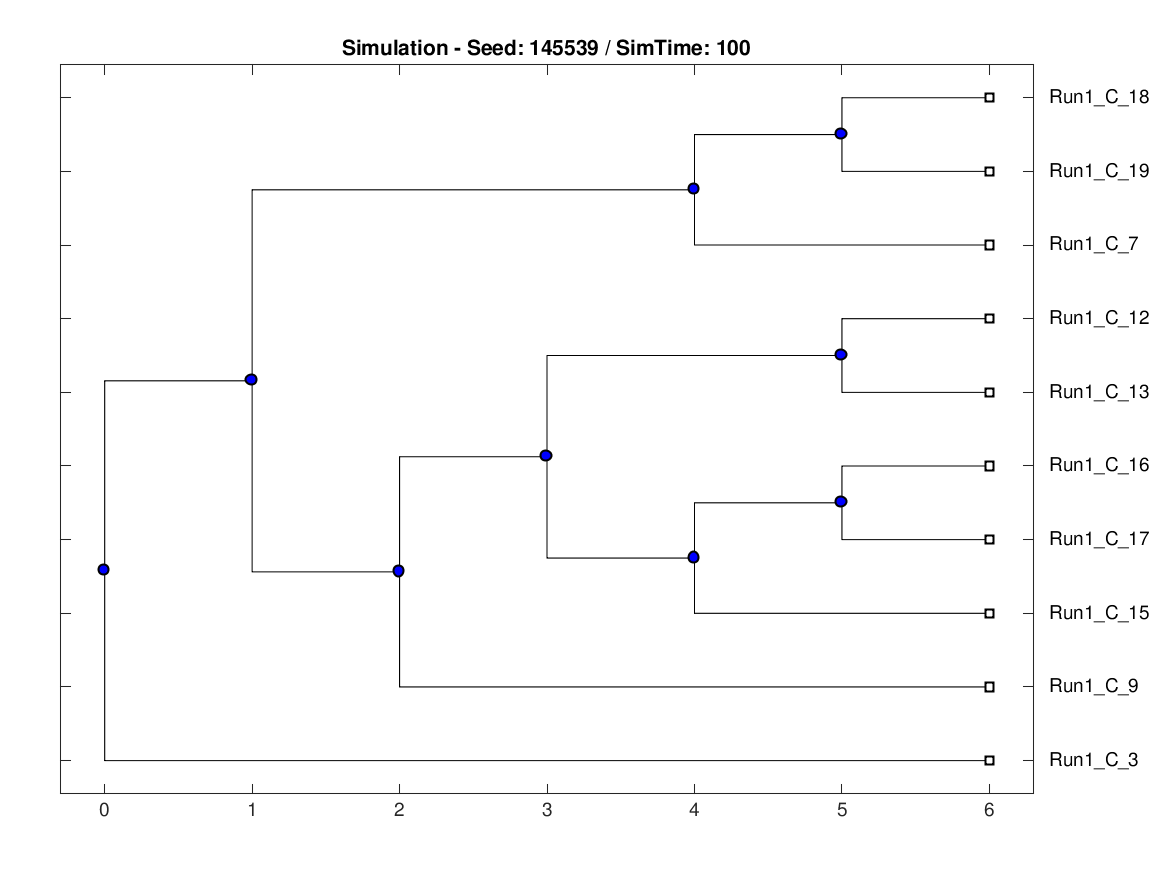 Simulation - Seed: 145539 / SimTime: 100
Run1_C_18
Run1_C_19
Run1_C_7
Run1_C_12
Run1_C_13
Run1_C_16
Run1_C_17
Run1_C_15
Run1_C_9
Run1_C_3
0 1 2 3 4 5 6